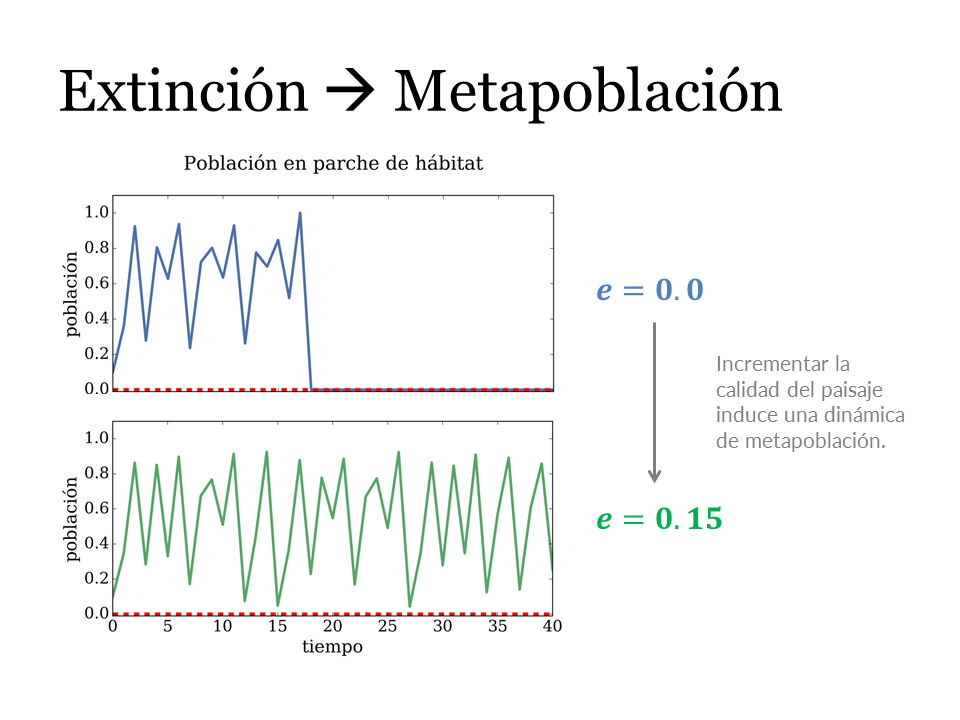 Extinción → Metapoblación
Población en parche de hábitat
población
1.0
0.8
0.6
0.4
0.2
0.0
e = 0.0
Incrementar la
calidad del paisaje
induce una dinámica
de metapoblación.
población
1.0
0.8
0.6
0.4
0.2
0.0
e = 0.15
0 5 10 15 20 25 30 35 40
tiempo